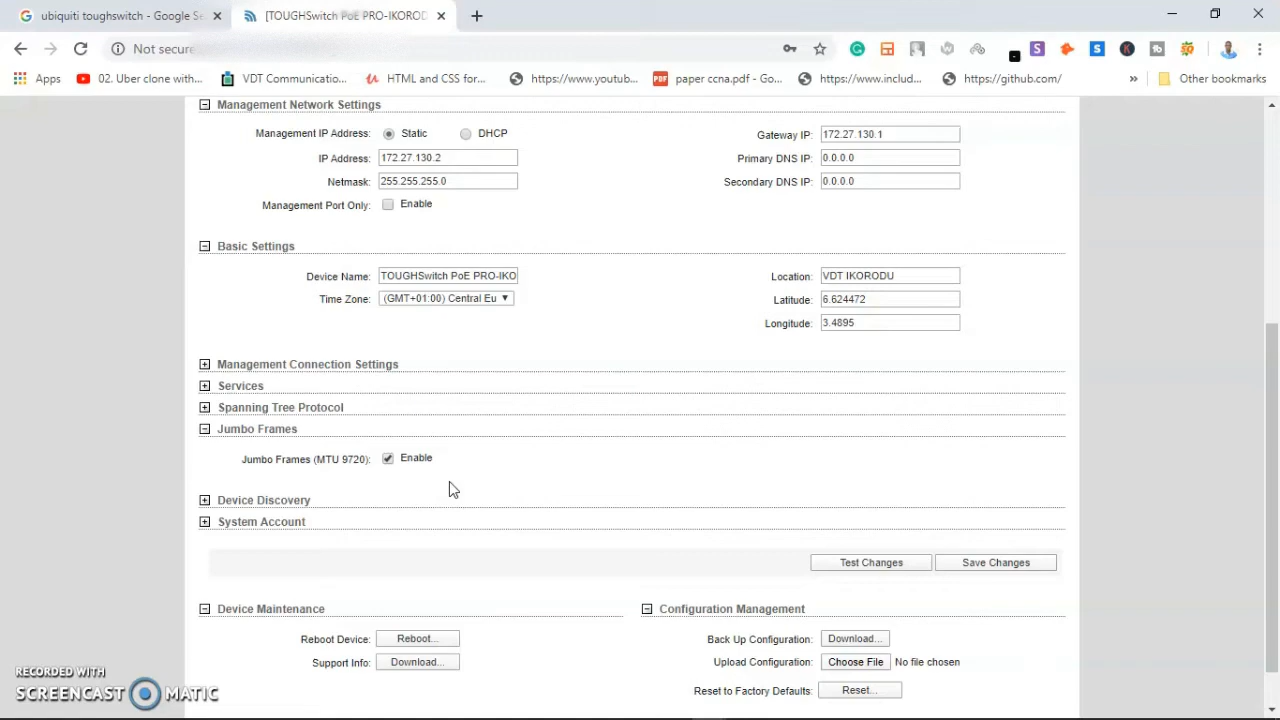 ubiquiti toughswitch - Google Se
[TOUGHSwitch PoE PRO-IKOROD
Not secure
Apps 02. Uber clone with... VDT Communicatio... HTML and CSS for... https://www.youtub... paper ccna.pdf - Go... https://www.includ... https://github.com/ » Other bookmarks
Management Network Settings
Management IP Address: Static DHCP Gateway IP: 172.27.130.1
IP Address: 172.27.130.2 Primary DNS IP: 0.0.0.0
Netmask: 255.255.255.0 Secondary DNS IP: 0.0.0.0
Management Port Only: Enable
Basic Settings
Device Name: TOUGHSwitch PoE PRO-IKO Location: VDT IKORODU
Time Zone: (GMT+01:00) Central Eu Latitude: 6.624472
Longitude: 3.4895
Management Connection Settings
Services
Spanning Tree Protocol
Jumbo Frames
Jumbo Frames (MTU 9720): Enable
Device Discovery
System Account
Test Changes Save Changes
Device Maintenance Configuration Management
Reboot Device: Reboot... Back Up Configuration: Download...
Support Info: Download... Upload Configuration: Choose File No file chosen
Reset to Factory Defaults: Reset...
RECORDED WITH
SCREENCAST MATIC